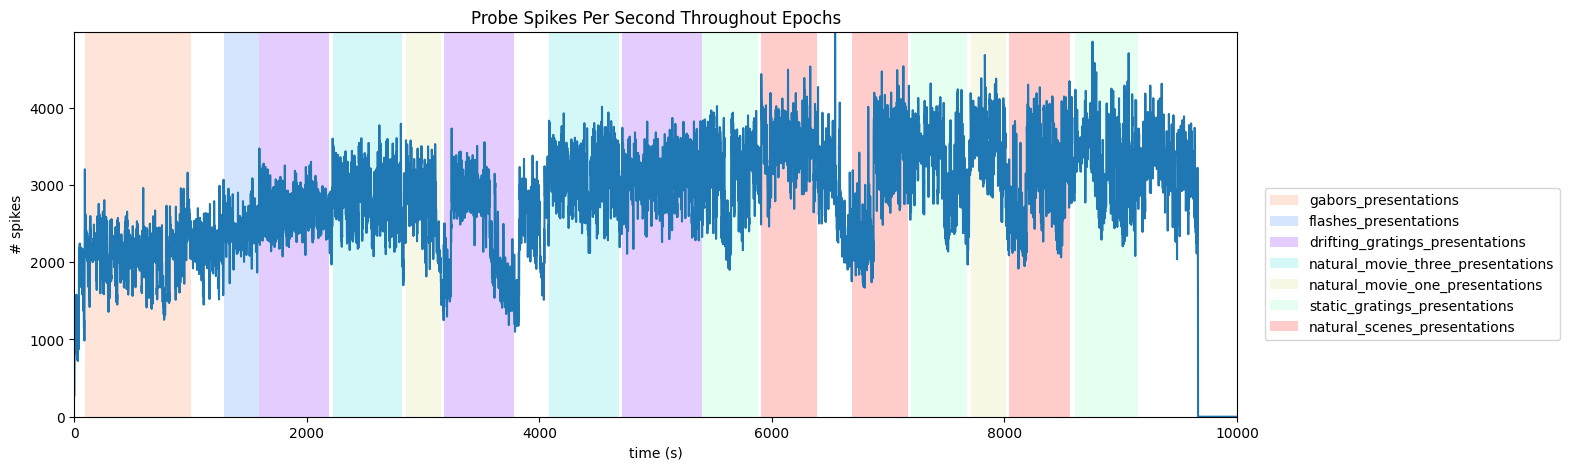 Probe Spikes Per Second Throughout Epochs
# spikes
4000
3000
2000
1000
0
0
2000
4000
6000
8000
10000
time (s)
gabors_presentations
flashes_presentations
drifting_gratings_presentations
natural_movie_three_presentations
natural_movie_one_presentations
static_gratings_presentations
natural_scenes_presentations